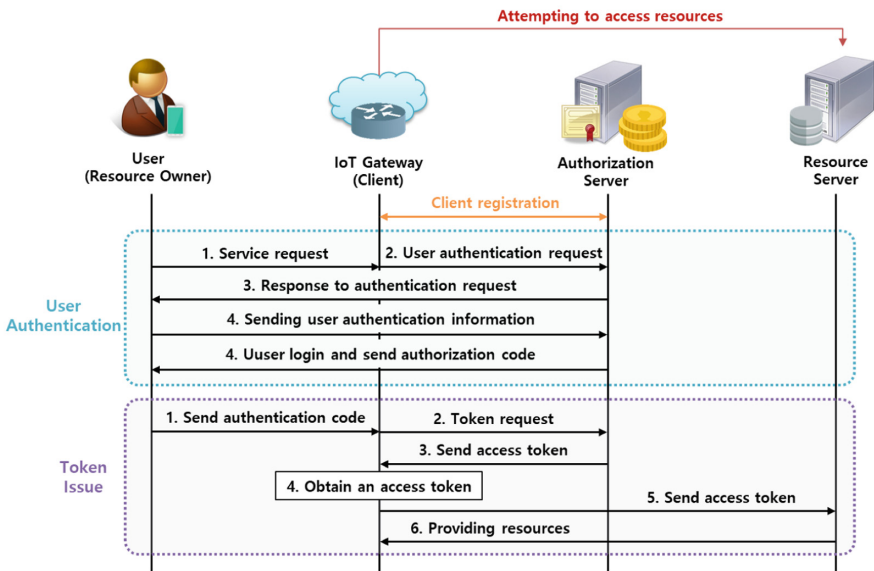 Attempting to access resources
User
(Resource Owner)
IoT Gateway
(Client)
Authorization
Server
Resource
Server
Client registration
User
Authentication
1. Service request
2. User authentication request
3. Response to authentication request
4. Sending user authentication information
4. Uuser login and send authorization code
Token
Issue
1. Send authentication code
2. Token request
3. Send access token
4. Obtain an access token
5. Send access token
6. Providing resources